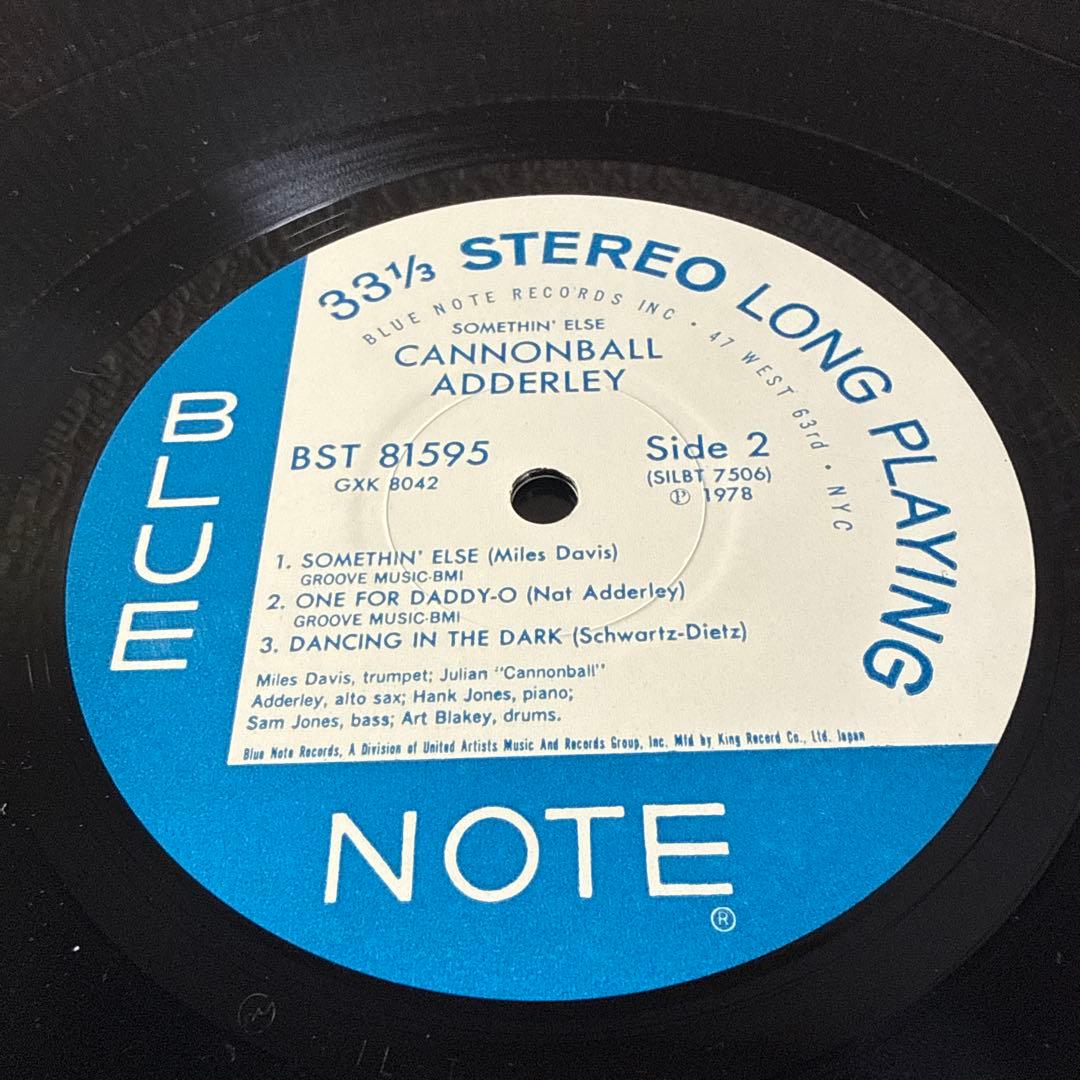 33⅓ STEREO LONG PLAYING
BLUE NOTE RECORDS INC • 47 WEST 63rd • NYC
SOMETHIN' ELSE
CANNONBALL
ADDERLEY
BST 81595
GXK 8042
Side 2
(SILBT 7506)
Ⓟ 1978
1. SOMETHIN' ELSE (Miles Davis)
GROOVE MUSIC-BMI
2. ONE FOR DADDY-O (Nat Adderley)
GROOVE MUSIC-BMI
3. DANCING IN THE DARK (Schwartz-Dietz)
Miles Davis, trumpet; Julian "Cannonball"
Adderley, alto sax; Hank Jones, piano;
Sam Jones, bass; Art Blakey, drums.
Blue Note Records, A Division of United Artists Music And Records Group, Inc. Mfd by King Record Co., Ltd. Japan
BLUE
NOTE
®
M